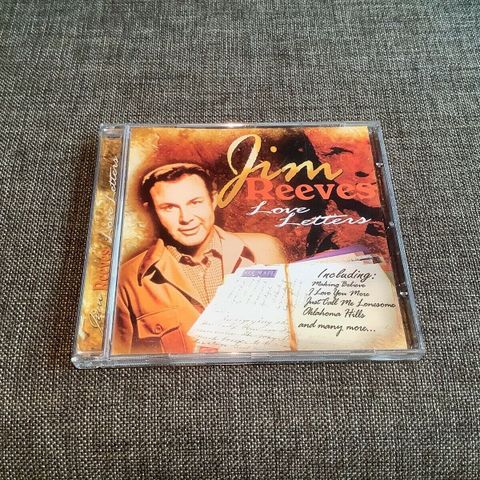 Jim
Reeves
Love
Letters
Including:
Making Believe
I Love You More
Just Call Me Lonesome
Oklahoma Hills
and many more...
Jim Reeves Love Letters